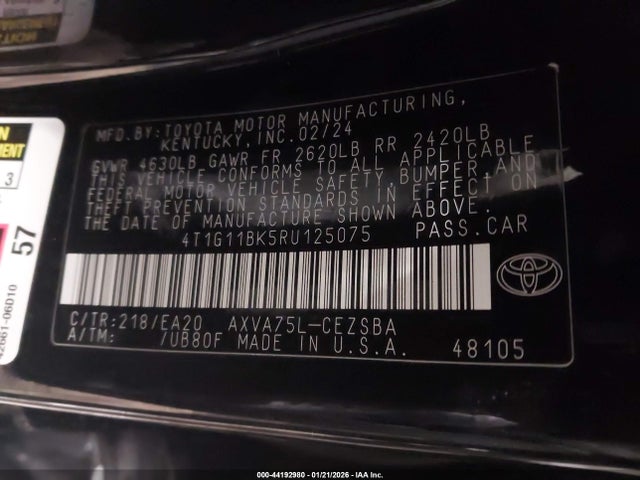 MFD.BY:TOYOTA MOTOR MANUFACTURING,
KENTUCKY, INC.02/24
GVWR 4630LB GAWR FR 2620LB RR 2420LB
THIS VEHICLE CONFORMS TO ALL APPLICABLE
FEDERAL MOTOR VEHICLE SAFETY, BUMPER, AND
THEFT PREVENTION STANDARDS IN EFFECT ON
THE DATE OF MANUFACTURE SHOWN ABOVE.
4T1G11BK5RU125075 PASS.CAR
C/TR:218/EA20 AXVA75L-CEZSBA
A/TM: /UB80F MADE IN U.S.A. 48105
3
57
42661-06D10
000-44192980 - 01/21/2026 - IAA Inc.